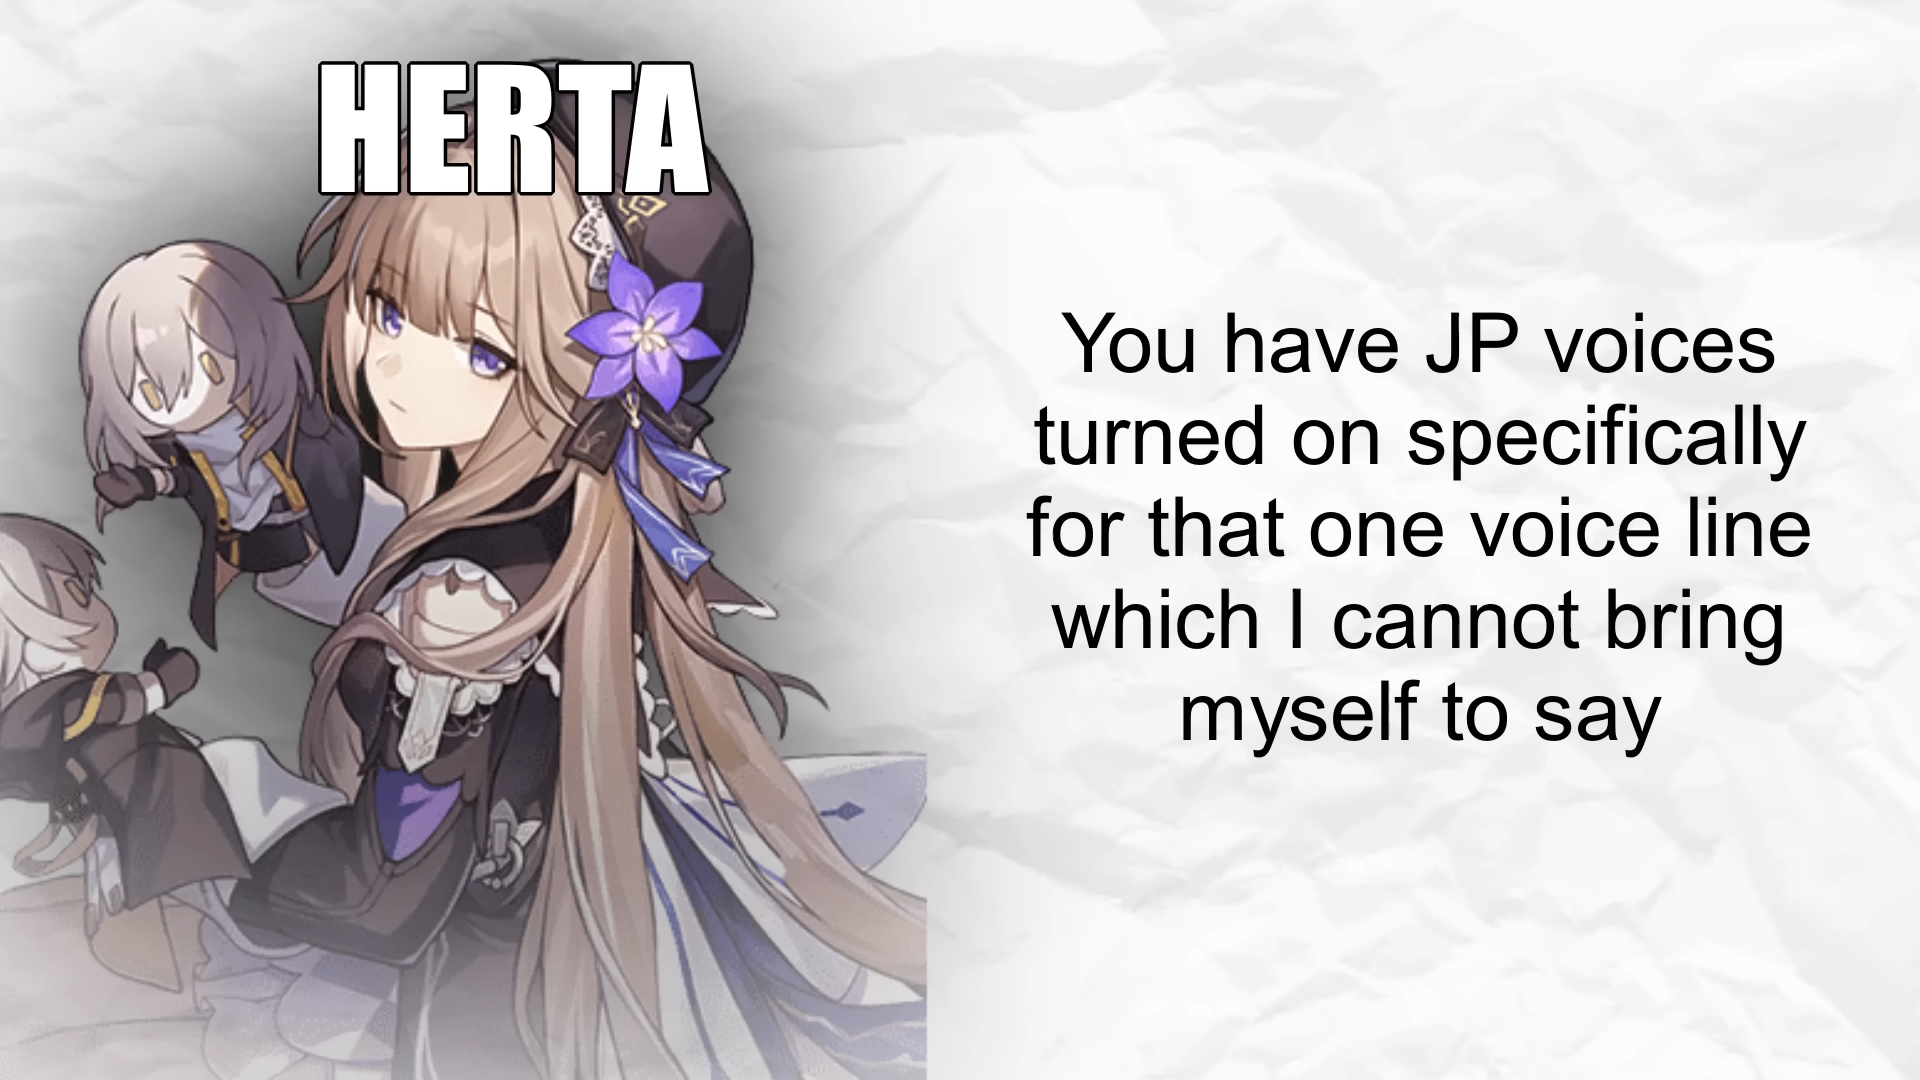 HERTA
You have JP voices
turned on specifically
for that one voice line
which I cannot bring
myself to say